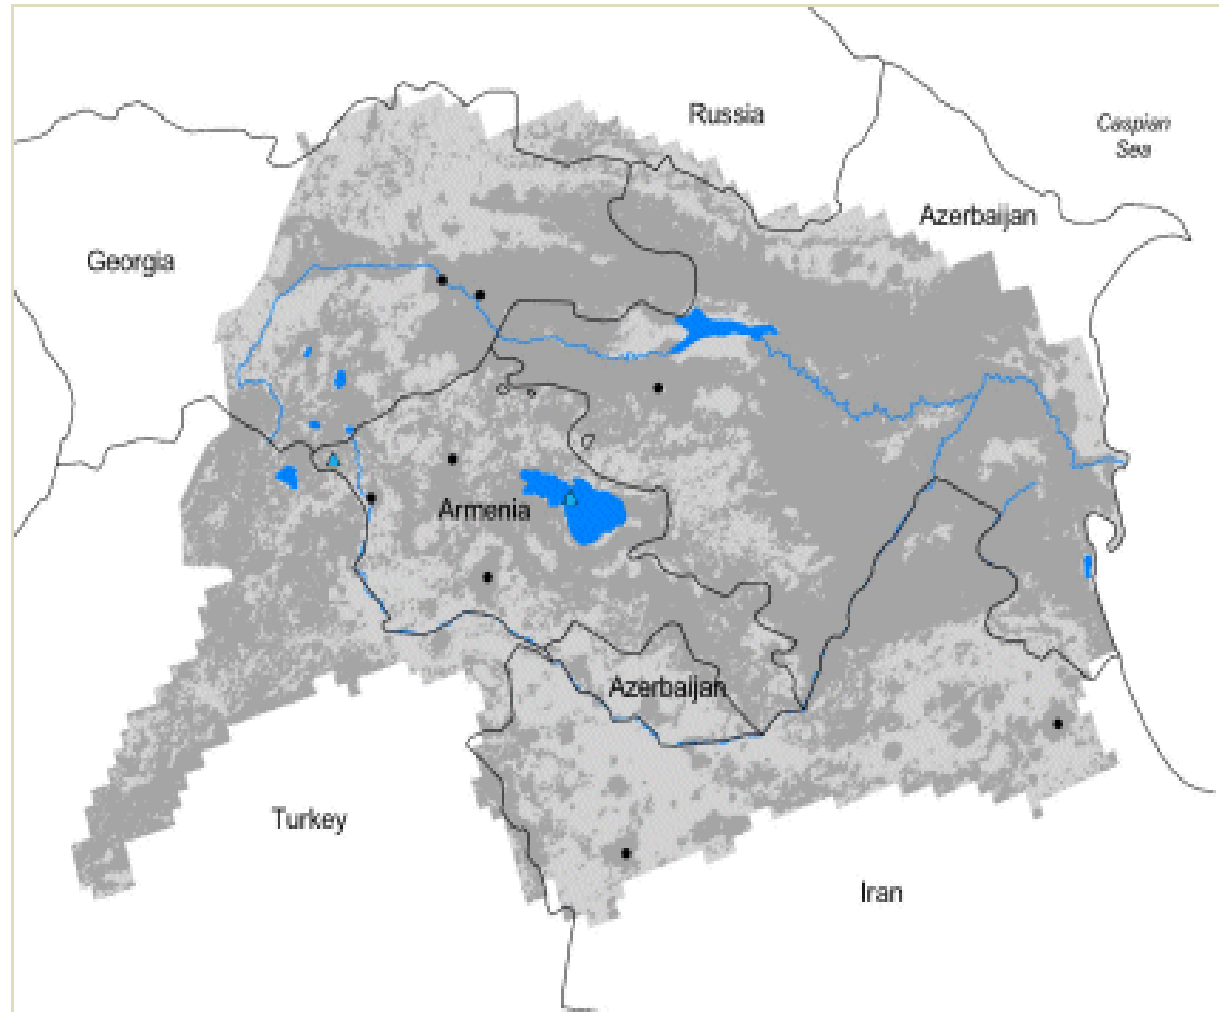 Russia
Caspian
Sea
Azerbaijan
Georgia
Armenia
Azerbaijan
Turkey
Iran